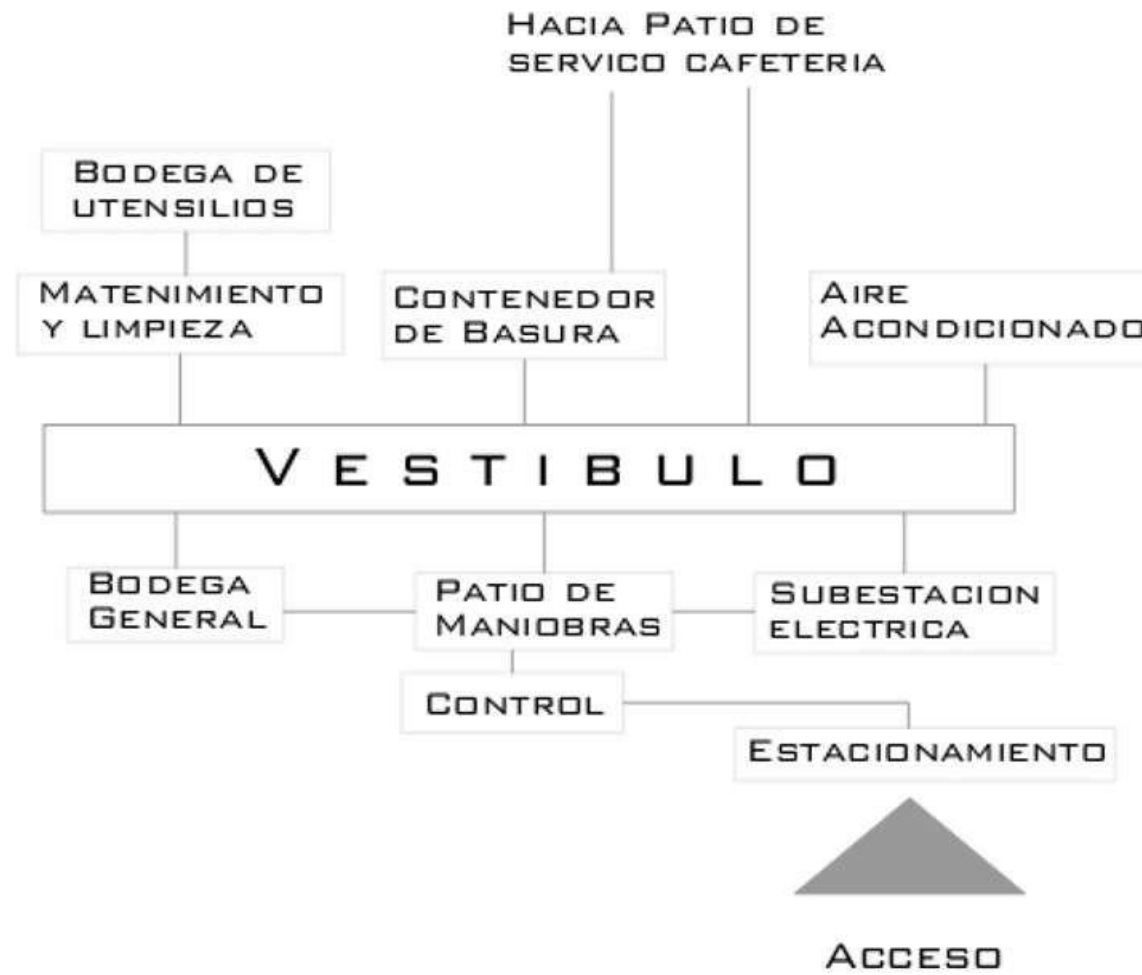 HACIA PATIO DE
SERVICO CAFETERIA
BODEGA DE
UTENSILIOS
MATENIMIENTO
Y LIMPIEZA
CONTENEDOR
DE BASURA
AIRE
ACONDICIONADO
VESTIBULO
BODEGA
GENERAL
PATIO DE
MANIOBRAS
SUBESTACION
ELECTRICA
CONTROL
ESTACIONAMIENTO
ACCESO